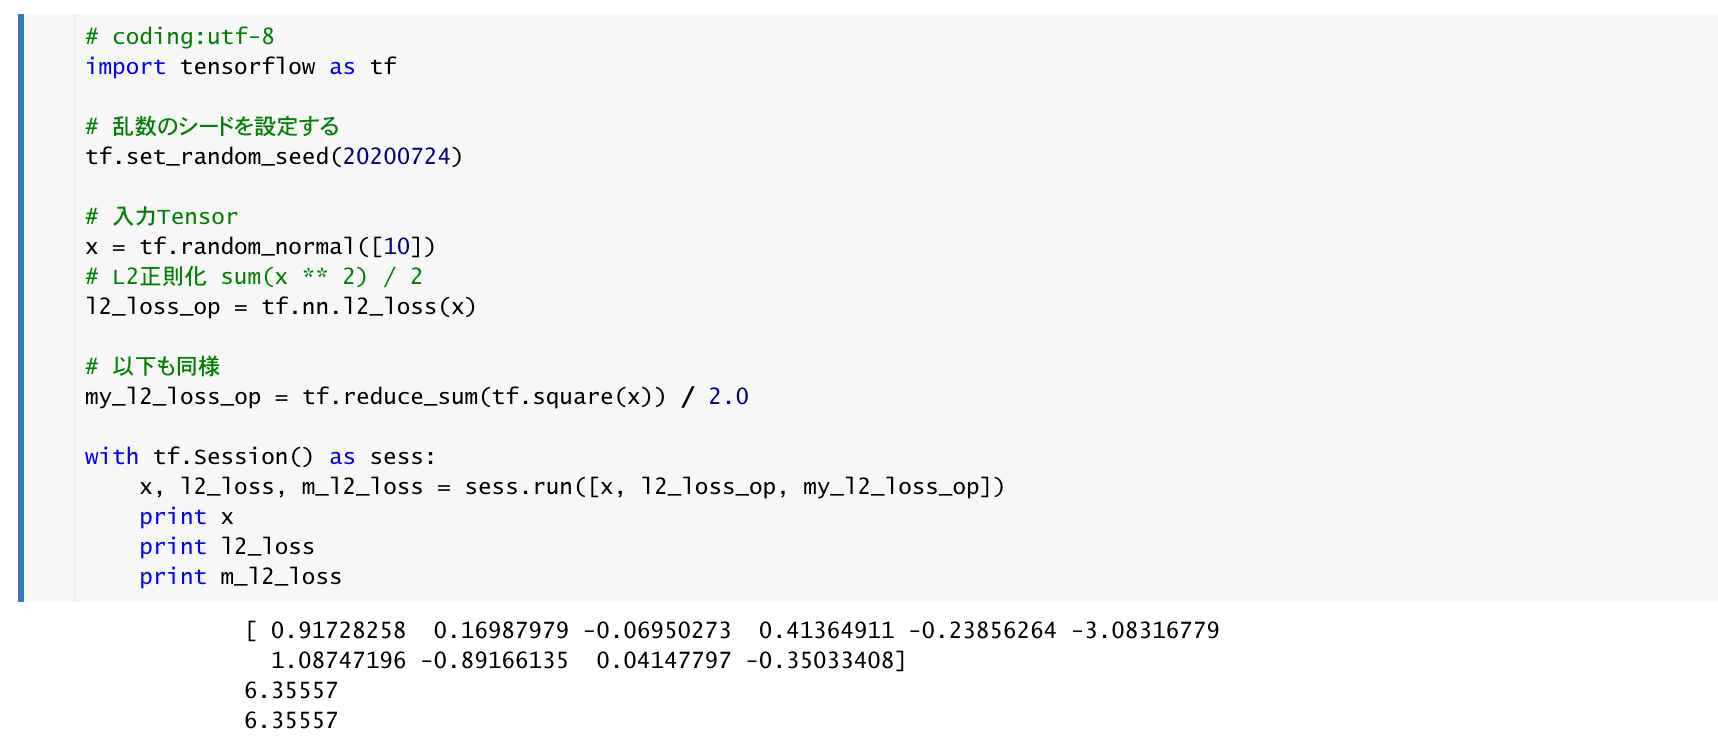 # coding:utf-8
import tensorflow as tf
# 乱数のシードを設定する
tf.set_random_seed(20200724)
# 入力Tensor
x = tf.random_normal([10])
# L2正則化 sum(x ** 2) / 2
l2_loss_op = tf.nn.l2_loss(x)
# 以下も同様
my_l2_loss_op = tf.reduce_sum(tf.square(x)) / 2.0
with tf.Session() as sess:
    x, l2_loss, m_l2_loss = sess.run([x, l2_loss_op, my_l2_loss_op])
    print x
    print l2_loss
    print m_l2_loss
[ 0.91728258  0.16987979 -0.06950273  0.41364911 -0.23856264 -3.08316779
  1.08747196 -0.89166135  0.04147797 -0.35033408]
6.35557
6.35557